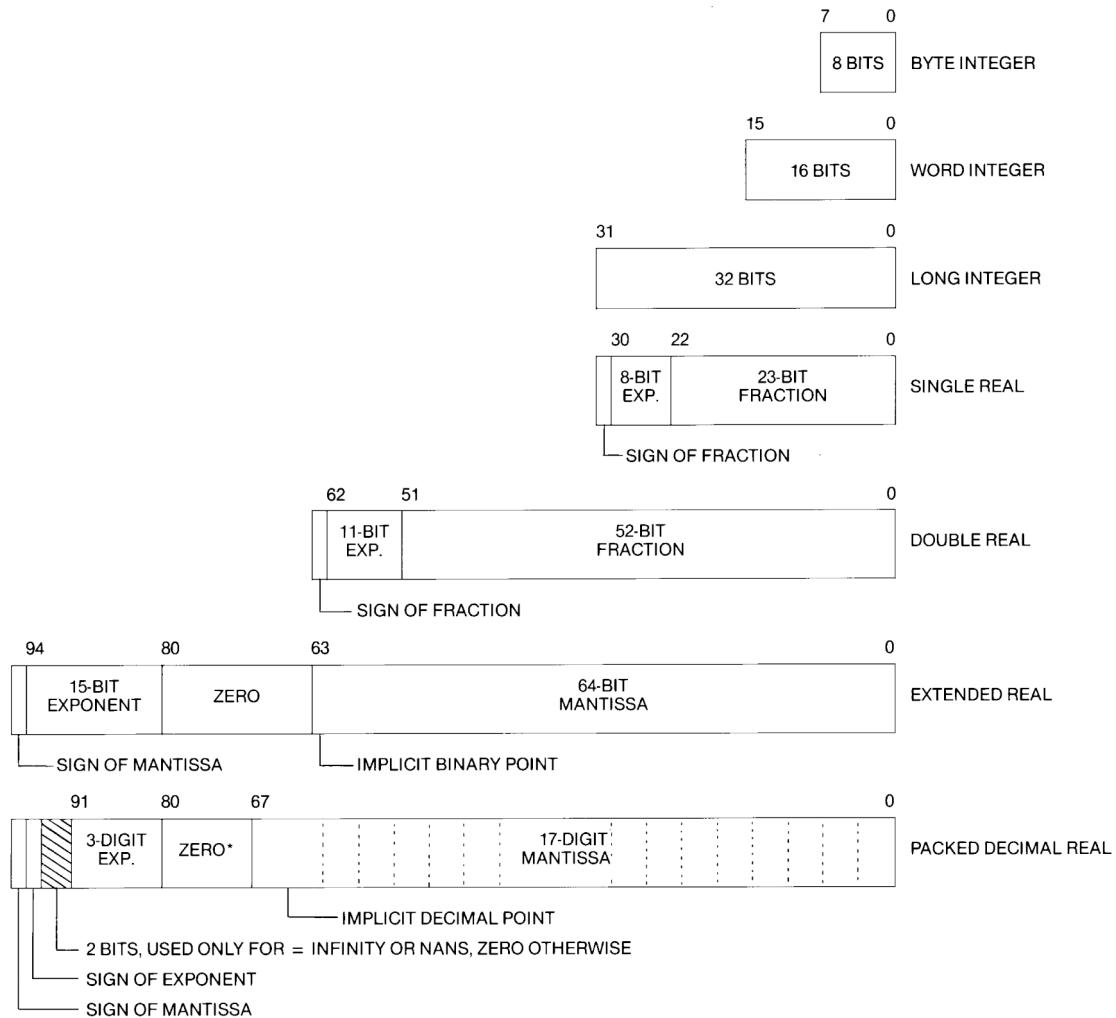 7 0
8 BITS BYTE INTEGER
15 0
16 BITS WORD INTEGER
31 0
32 BITS LONG INTEGER
30 22 0
8-BIT EXP. 23-BIT FRACTION SINGLE REAL
SIGN OF FRACTION
62 51 0
11-BIT EXP. 52-BIT FRACTION DOUBLE REAL
SIGN OF FRACTION
94 80 63 0
15-BIT EXPONENT ZERO 64-BIT MANTISSA EXTENDED REAL
SIGN OF MANTISSA IMPLICIT BINARY POINT
91 80 67 0
3-DIGIT EXP. ZERO* 17-DIGIT MANTISSA PACKED DECIMAL REAL
IMPLICIT DECIMAL POINT
2 BITS, USED ONLY FOR = INFINITY OR NANS, ZERO OTHERWISE
SIGN OF EXPONENT
SIGN OF MANTISSA